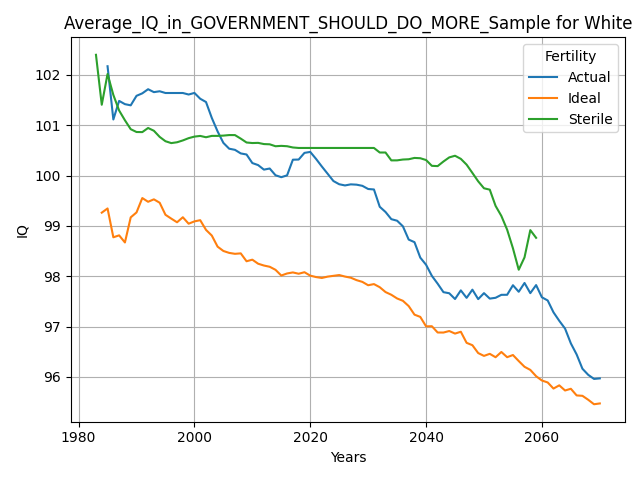 Average_IQ_in_GOVERNMENT_SHOULD_DO_MORE_Sample for White
Fertility
Actual
Ideal
Sterile
IQ
102
101
100
99
98
97
96
1980
2000
2020
2040
2060
Years